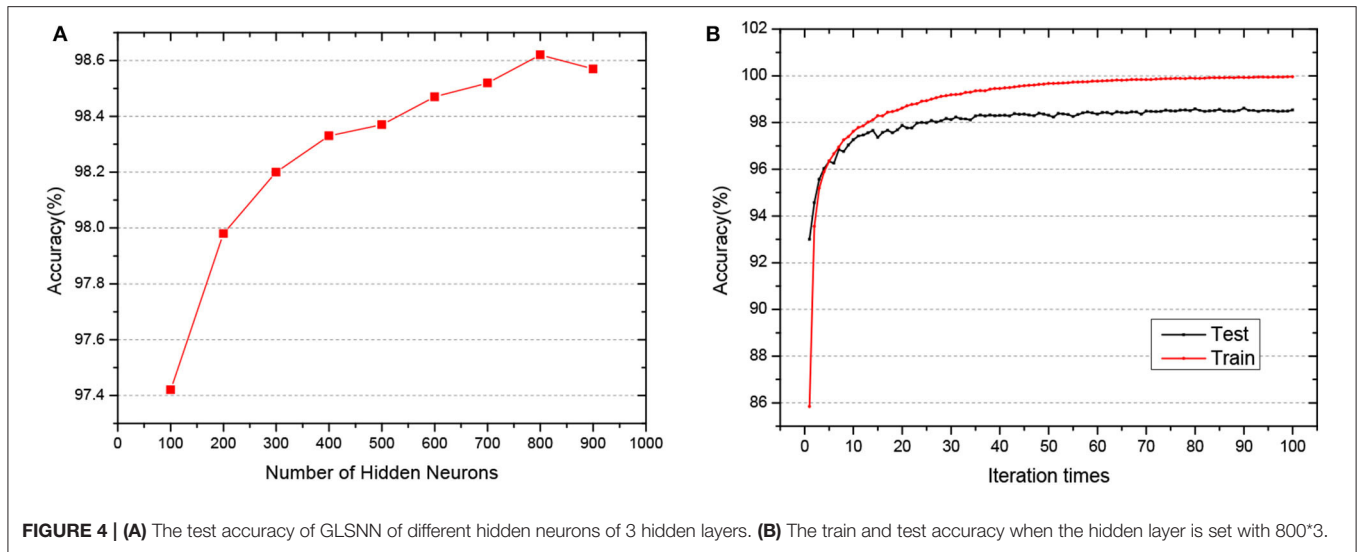 A
98.6
98.4
98.2
98.0
97.8
97.6
97.4
Accuracy(%)
0 100 200 300 400 500 600 700 800 900 1000
Number of Hidden Neurons
B
102
100
98
96
94
92
90
88
86
Accuracy(%)
Test
Train
0 10 20 30 40 50 60 70 80 90 100
Iteration times
FIGURE 4 | (A) The test accuracy of GLSNN of different hidden neurons of 3 hidden layers. (B) The train and test accuracy when the hidden layer is set with 800*3.